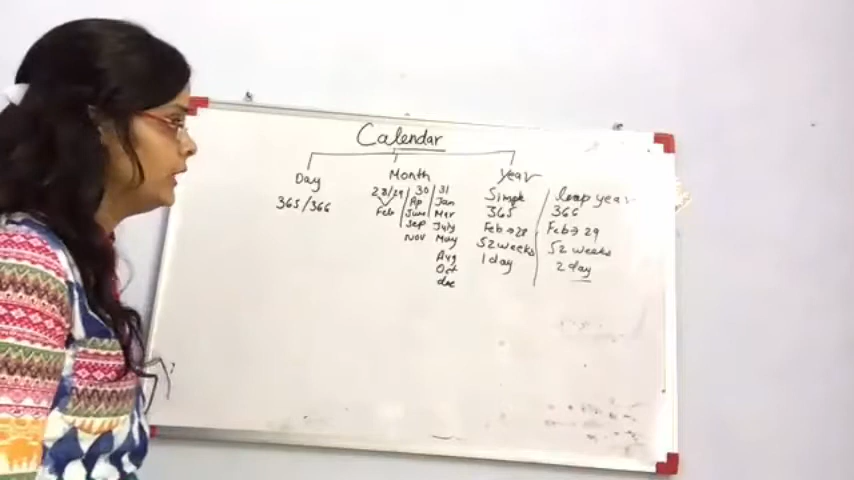 Calendar
Day Month Year
365/366
28/29 30 31
Feb Ap Jan
June Mar
Sep July
Nov May
Aug
Oct
dec
Simple leap year
365 366
Feb → 28 Feb → 29
52 weeks 52 weeks
1 day 2 day